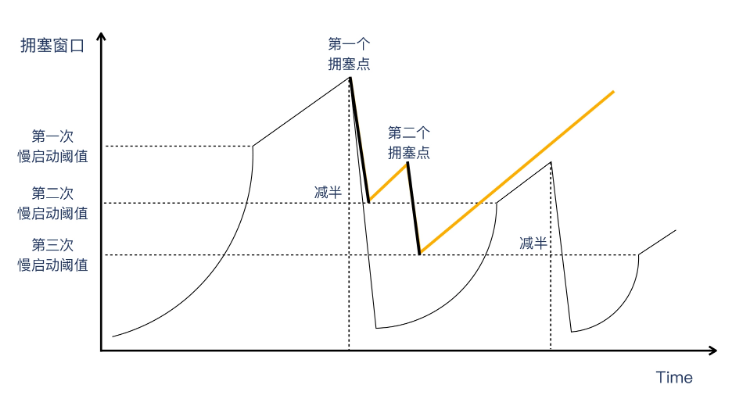 拥塞窗口
第一个
拥塞点
第一次
慢启动阈值
第二个
拥塞点
第二次
慢启动阈值
减半
第三次
慢启动阈值
减半
Time